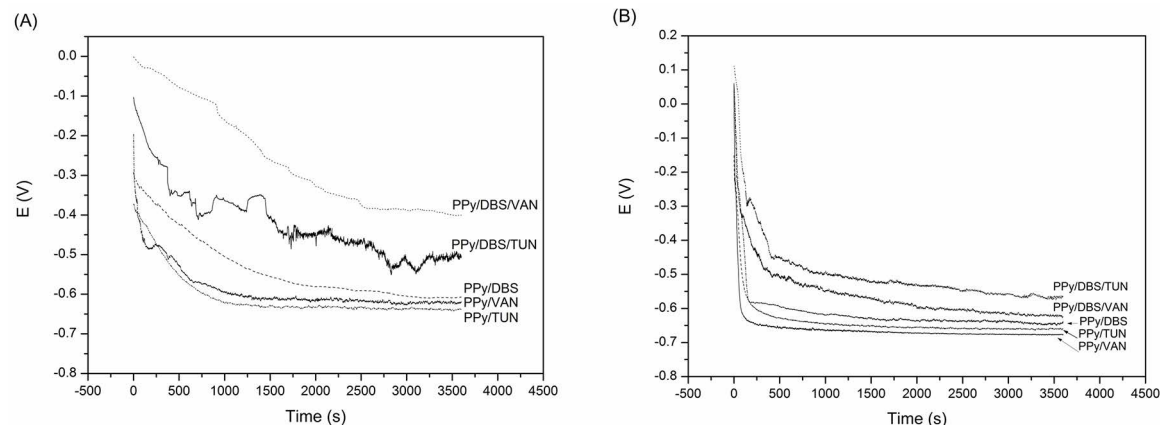 (A)
-500 0 500 1000 1500 2000 2500 3000 3500 4000 4500
0.0
-0.1
-0.2
-0.3
-0.4
-0.5
-0.6
-0.7
-0.8
E (V)
PPy/DBS/VAN
PPy/DBS/TUN
PPy/DBS
PPy/VAN
PPy/TUN
Time (s)
(B)
0.2
0.1
0.0
-0.1
-0.2
-0.3
-0.4
-0.5
-0.6
-0.7
-0.8
E (V)
PPy/DBS/TUN
PPy/DBS/VAN
PPy/DBS
PPy/TUN
PPy/VAN
-500 0 500 1000 1500 2000 2500 3000 3500 4000 4500
Time (s)